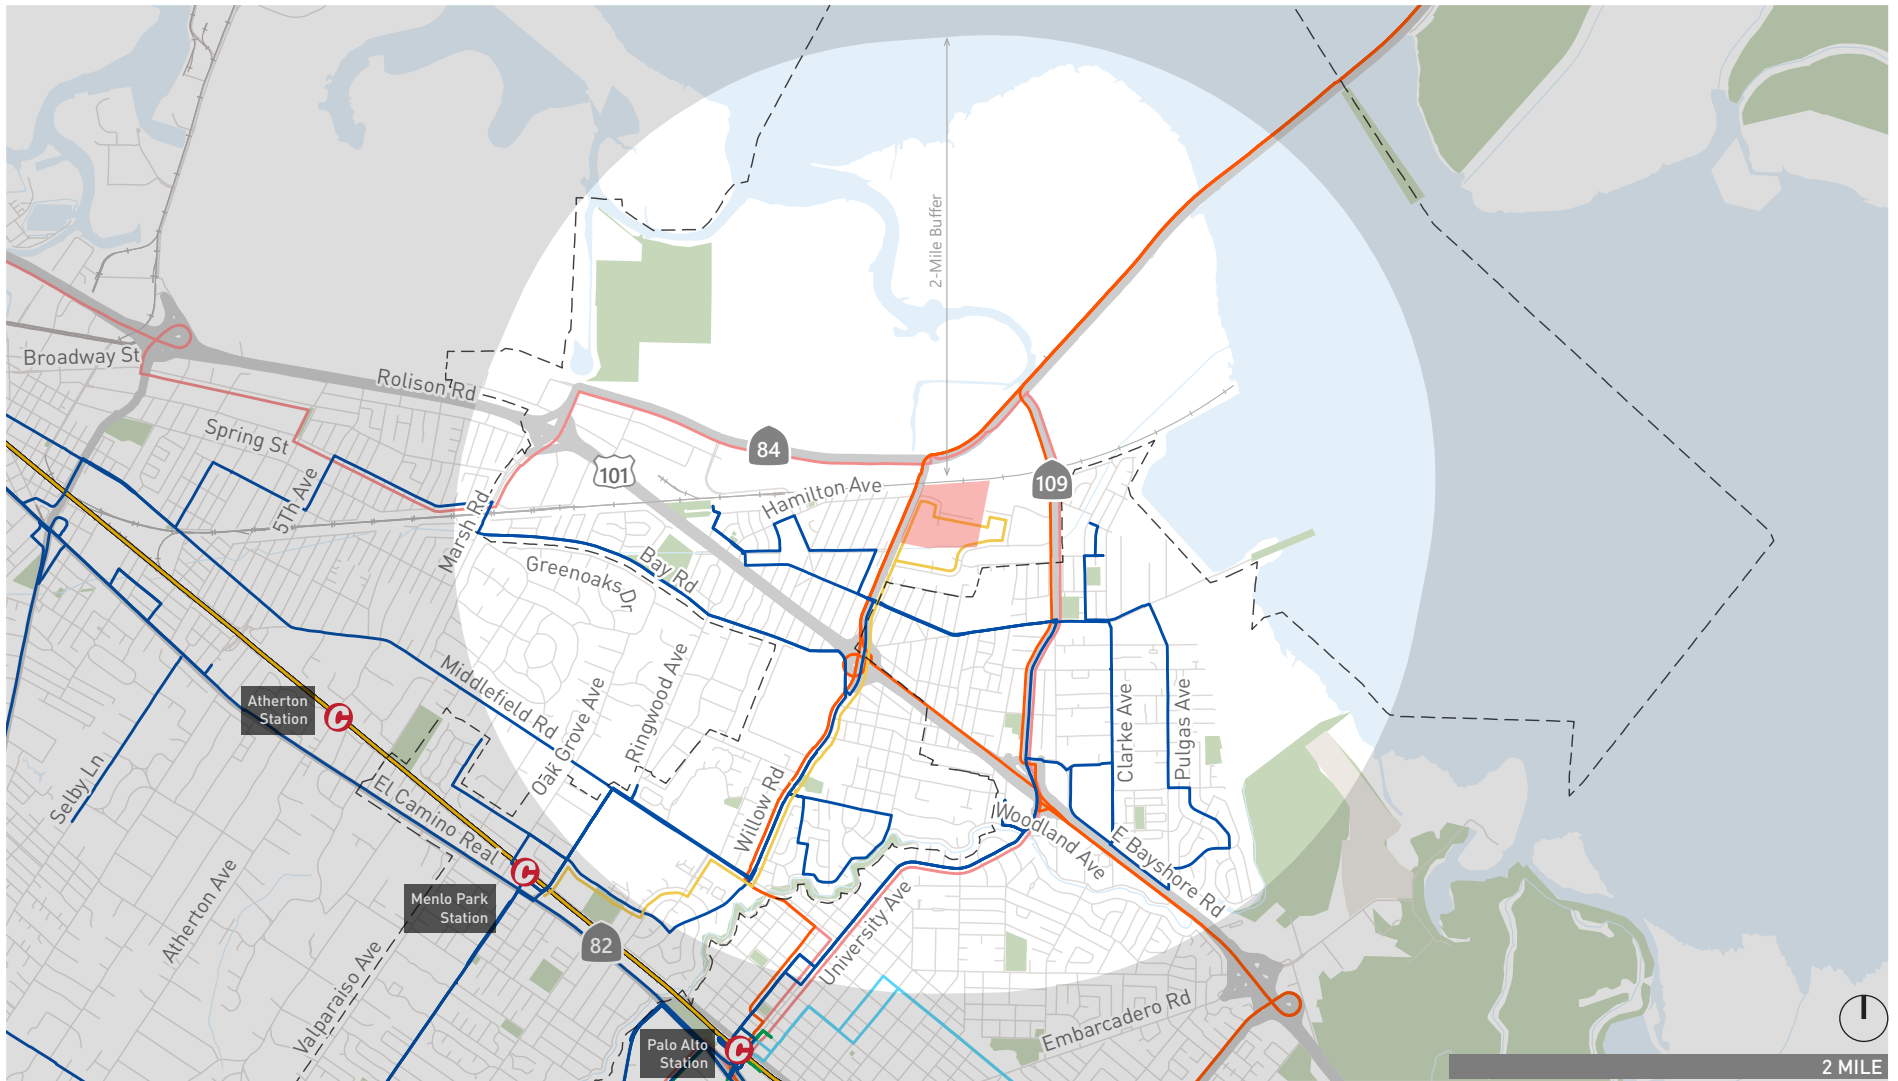 2-Mile Buffer
Broadway St
Rolison Rd
Spring St
84
101
5Th Ave
Hamilton Ave
109
Marsh Rd
Bay Rd
Greenoaks Dr
Middlefield Rd
Ringwood Ave
Oak Grove Ave
Atherton
Station
C
Clarke Ave
Pulgas Ave
Selby Ln
El Camino Real
Willow Rd
Woodland Ave
E Bayshore Rd
C
Menlo Park
Station
Atherton Ave
82
University Ave
Valparaiso Ave
Embarcadero Rd
Palo Alto
Station
C
2 MILE